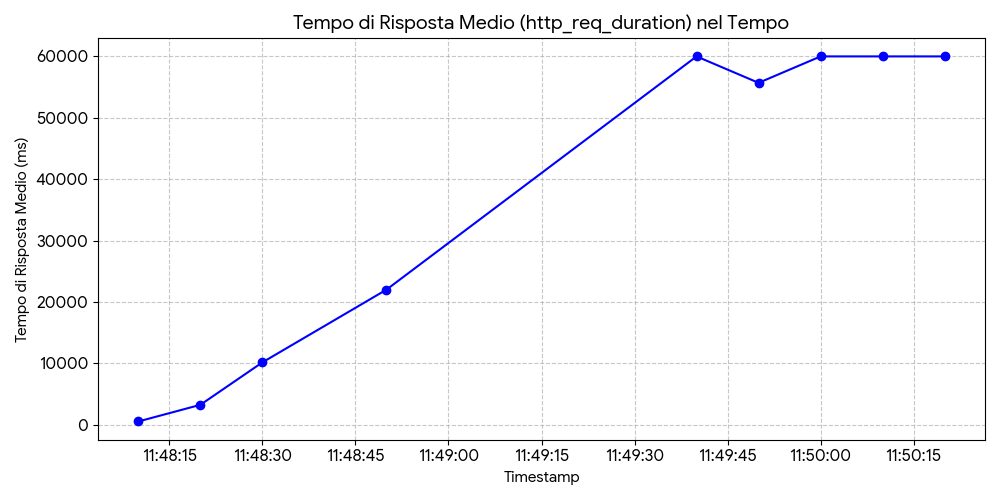 Tempo di Risposta Medio (http_req_duration) nel Tempo
Tempo di Risposta Medio (ms)
60000
50000
40000
30000
20000
10000
0
11:48:15 11:48:30 11:48:45 11:49:00 11:49:15 11:49:30 11:49:45 11:50:00 11:50:15
Timestamp